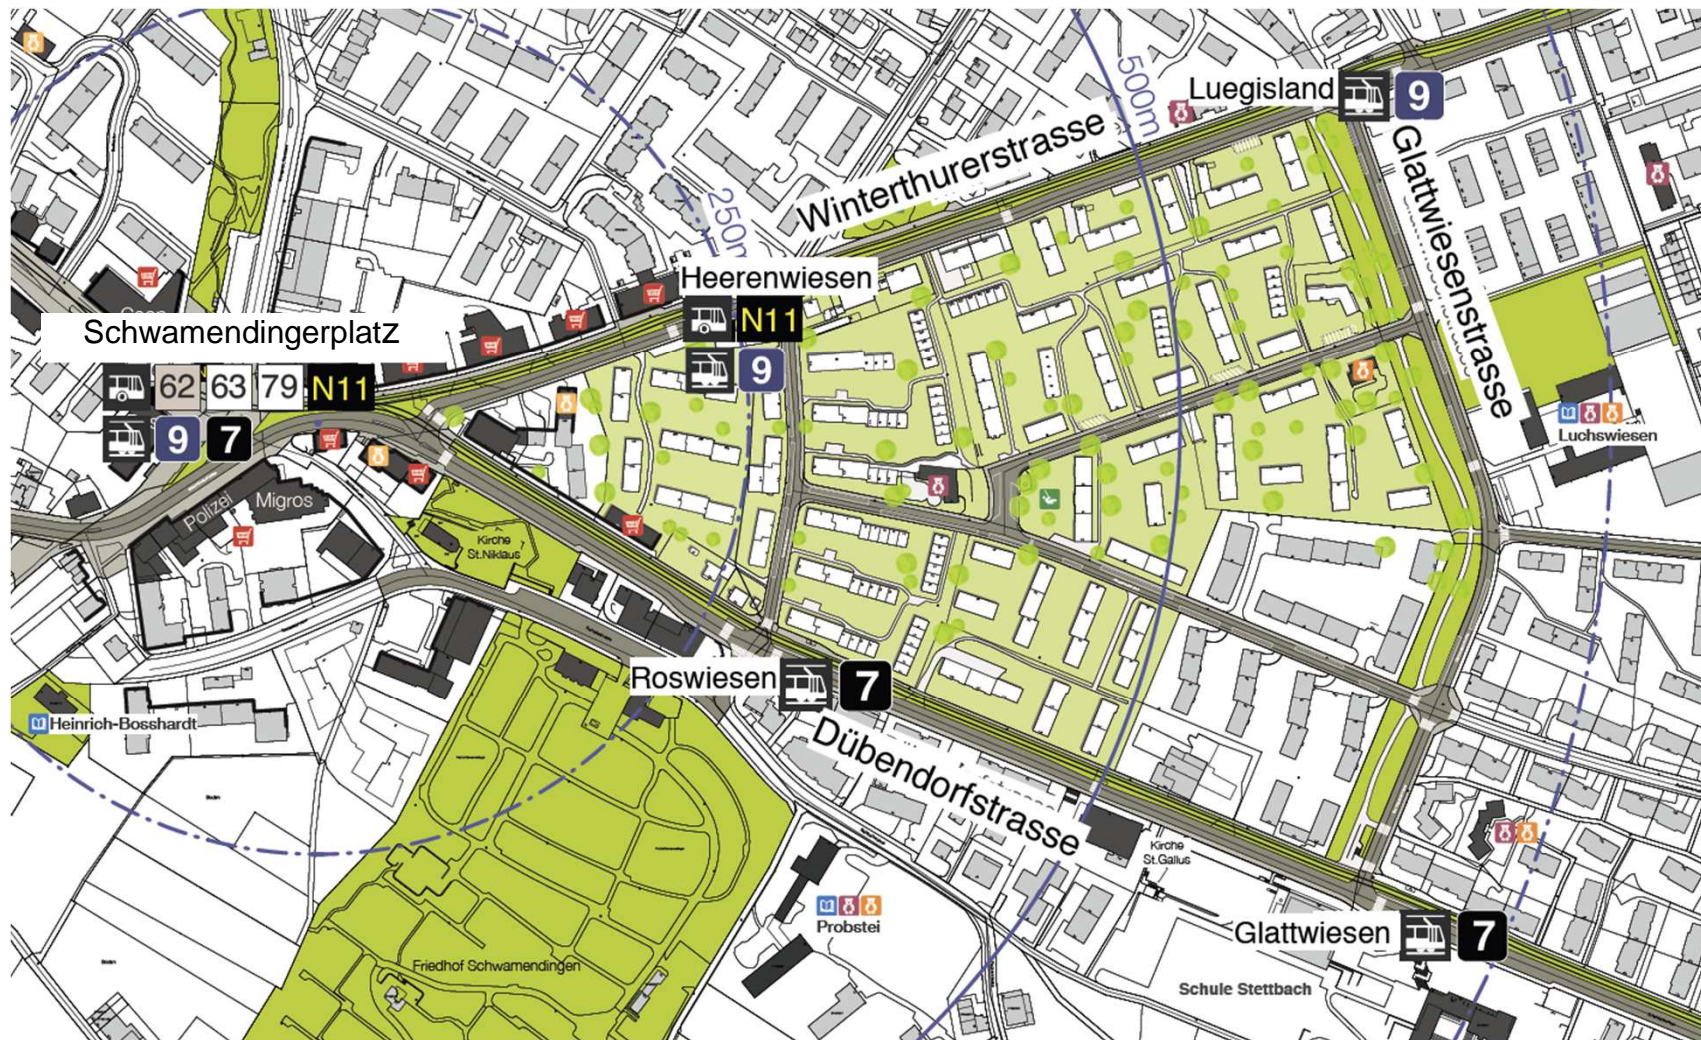 Luegisland
9
500m
Winterthurerstrasse
Glattwiesenstrasse
250m
Heerenwiesen
N11
9
Schwamendingerplatz
62 63 79 N11
9 7
Polizei
Migros
Kirche
St.Niklaus
Luchswiesen
Roswiesen
7
Heinrich-Bosshardt
Dübendorfstrasse
Kirche
St.Gallus
Probstei
Glattwiesen
7
Friedhof Schwamendingen
Schule Stettbach